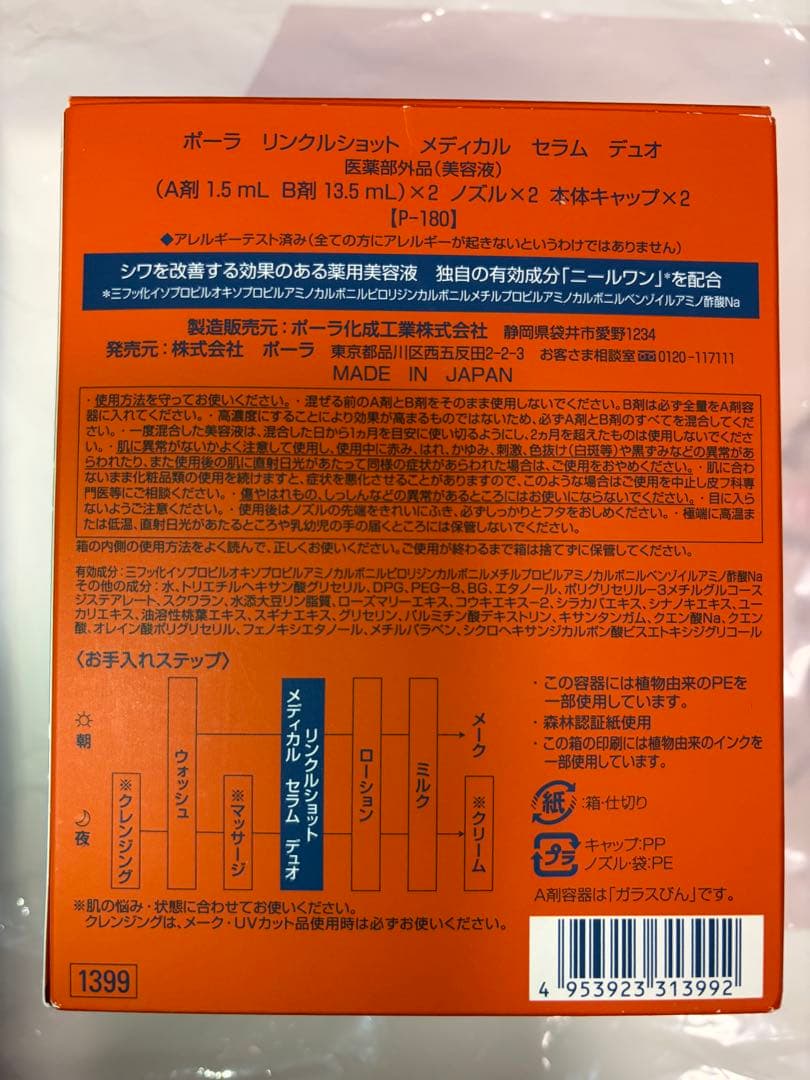 ポーラ リンクルショット メディカル セラム デュオ
医薬部外品(美容液)
(A剤 1.5 mL B剤 13.5 mL)×2 ノズル×2 本体キャップ×2
【P-180】
◆アレルギーテスト済み(全ての方にアレルギーが起きないというわけではありません)
シワを改善する効果のある薬用美容液 独自の有効成分「ニールワン」*を配合
*三フッ化イソプロピルオキソプロピルアミノカルボニルピロリジンカルボニルメチルプロピルアミノカルボニルベンゾイルアミノ酢酸Na
製造販売元:ポーラ化成工業株式会社 静岡県袋井市愛野1234
発売元:株式会社 ポーラ 東京都品川区西五反田2-2-3 お客さま相談室 0120-117111
MADE IN JAPAN
・使用方法を守ってお使いください。・混ぜる前のA剤とB剤をそのまま使用しないでください。B剤は必ず全量をA剤容
器に入れてください。・高濃度にすることにより効果が高まるものではないため、必ずA剤とB剤のすべてを混合してくだ
さい。・一度混合した美容液は、混合した日から1ヵ月を目安に使い切るようにし、2ヵ月を超えたものは使用しないでくださ
い。・肌に異常がないかよく注意して使用し、使用中に赤み、はれ、かゆみ、刺激、色抜け(白斑等)や黒ずみなどの異常があ
らわれたり、また使用後の肌に直射日光があたって同様の症状があらわれた場合は、ご使用をおやめください。・肌に合わ
ないまま化粧品類の使用を続けますと、症状を悪化させることがありますので、このような場合はご使用を中止し皮フ科専
門医等にご相談ください。・傷やはれもの、しっしんなどの異常があるところにはお使いにならないでください。・目に入ら
ないようご注意ください。・使用後はノズルの先端をきれいにふき、必ずしっかりとフタをおしめください。・極端に高温ま
たは低温、直射日光があたるところや乳幼児の手の届くところには保管しないでください。
箱の内側の使用方法をよく読んで、正しくお使いください。ご使用が終わるまで箱は捨てずに保管してください。
有効成分:三フッ化イソプロピルオキソプロピルアミノカルボニルピロリジンカルボニルメチルプロピルアミノカルボニルベンゾイルアミノ酢酸Na
その他の成分:水、トリエチルヘキサン酸グリセリル、DPG、PEG-8、BG、エタノール、ポリグリセリル-3メチルグルコース
ジステアレート、スクワラン、水添大豆リン脂質、ローズマリーエキス、コウキエキス-2、シラカバエキス、シナノキエキス、ユー
カリエキス、油溶性桃葉エキス、スギナエキス、グリセリン、パルミチン酸デキストリン、キサンタンガム、クエン酸Na、クエン
酸、オレイン酸ポリグリセリル、フェノキシエタノール、メチルパラベン、シクロヘキサンジカルボン酸ビスエトキシジグリコール
〈お手入れステップ〉
朝
夜
※クレンジング
ウォッシュ
※マッサージ
リンクルショット
メディカル セラム デュオ
ローション
ミルク
メーク
※クリーム
※肌の悩み・状態に合わせてお使いください。
クレンジングは、メーク・UVカット品使用時は必ずお使いください。
1399
・この容器には植物由来のPEを
一部使用しています。
・森林認証紙使用
・この箱の印刷には植物由来のインクを
一部使用しています。
紙 :箱・仕切り
プラ キャップ:PP
ノズル・袋:PE
A剤容器は「ガラスびん」です。
4 953923 313992